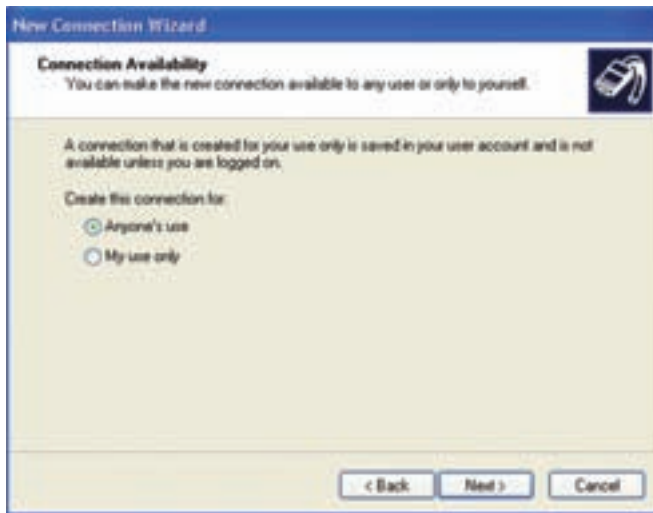 New Connection Wizard
Connection Availability
You can make the new connection available to any user or only to yourself.
A connection that is created for your use only is saved in your user account and is not
available unless you are logged on.
Create this connection for:
Anyone's use
My use only
< Back Next > Cancel